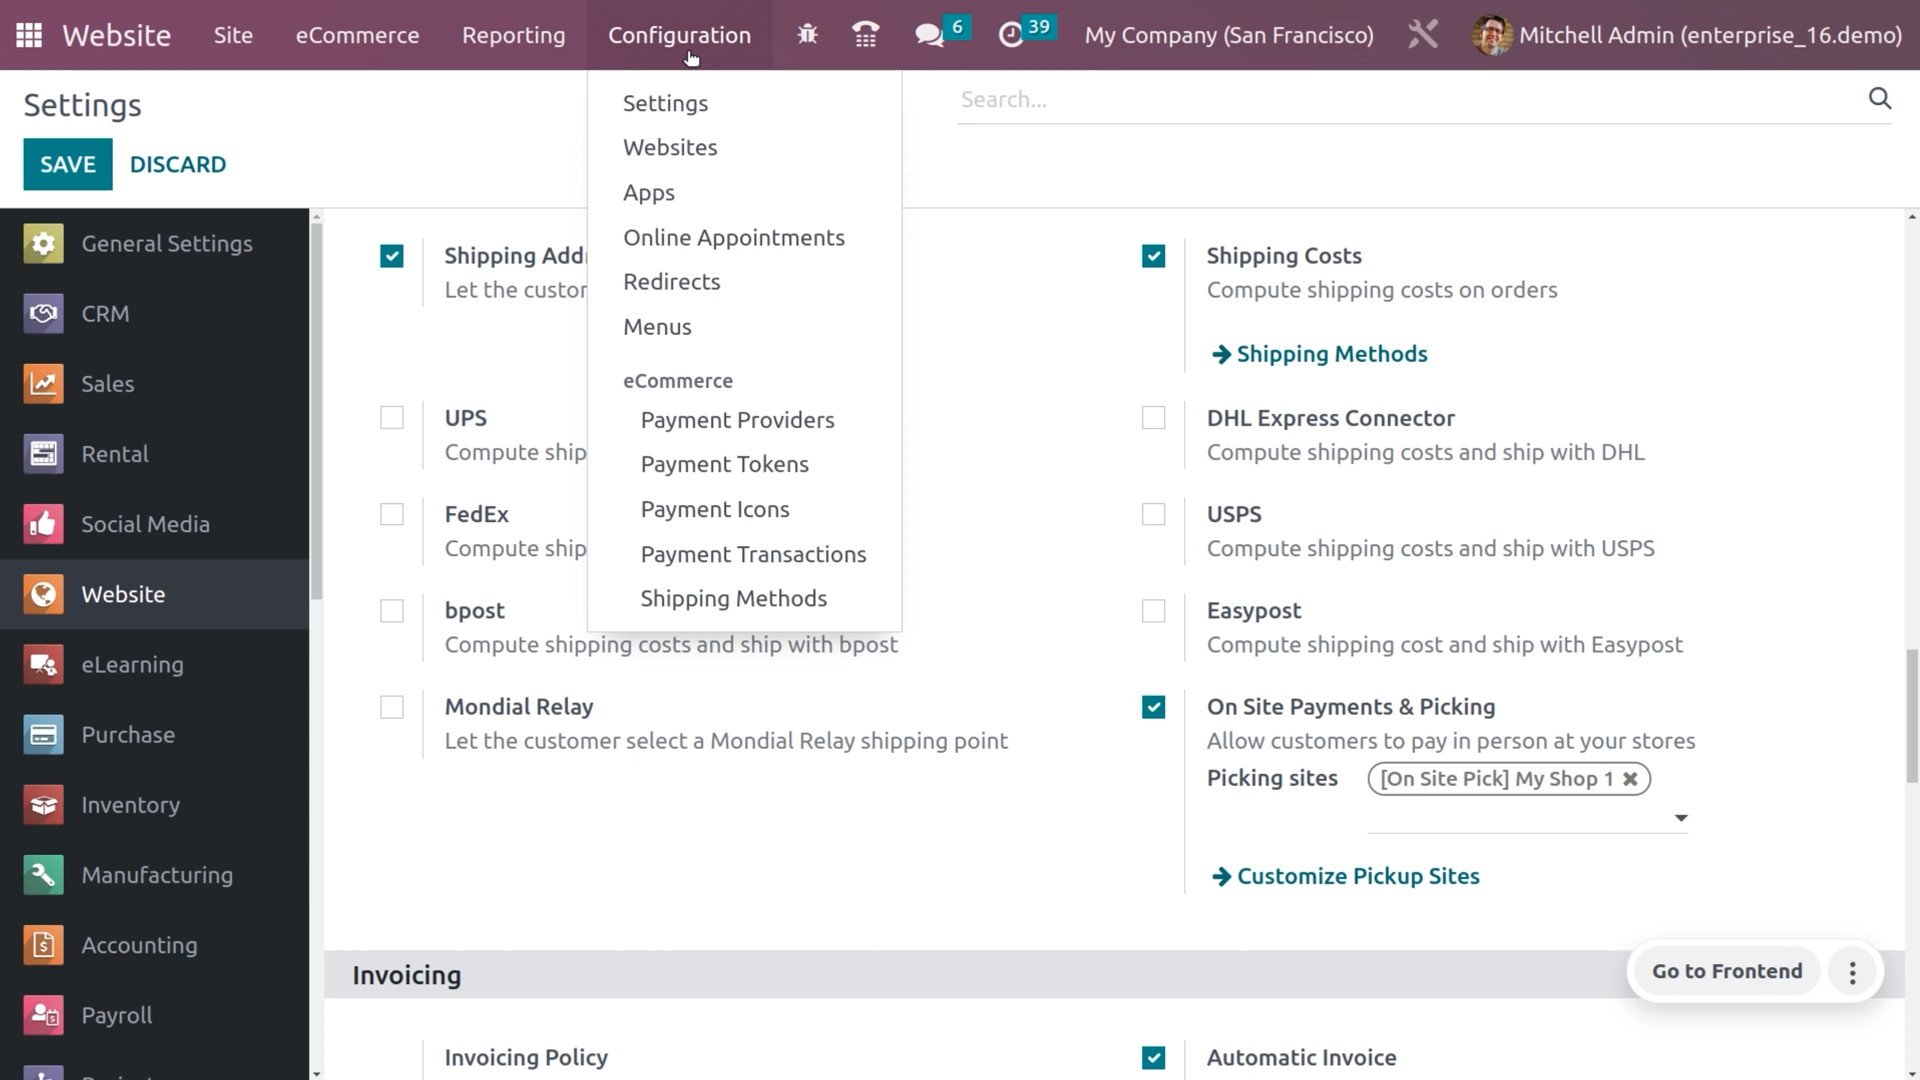 Website Site eCommerce Reporting Configuration 6 39 My Company (San Francisco) Mitchell Admin (enterprise_16.demo)
Settings
Search...
SAVE DISCARD
Settings
Websites
Apps
Online Appointments
Redirects
Menus
eCommerce
Payment Providers
Payment Tokens
Payment Icons
Payment Transactions
Shipping Methods
General Settings
CRM
Sales
Rental
Social Media
Website
eLearning
Purchase
Inventory
Manufacturing
Accounting
Payroll
Shipping Costs
Let the
Compute shipping costs on orders
Shipping Methods
UPS
DHL Express Connector
Compute
Compute shipping costs and ship with DHL
FedEx
USPS
Compute
Compute shipping costs and ship with USPS
bpost
Easypost
Compute shipping costs and ship with bpost
Compute shipping cost and ship with Easypost
Mondial Relay
On Site Payments & Picking
Let the customer select a Mondial Relay shipping point
Allow customers to pay in person at your stores
Picking sites [On Site Pick] My Shop 1
Customize Pickup Sites
Invoicing
Go to Frontend
Invoicing Policy
Automatic Invoice